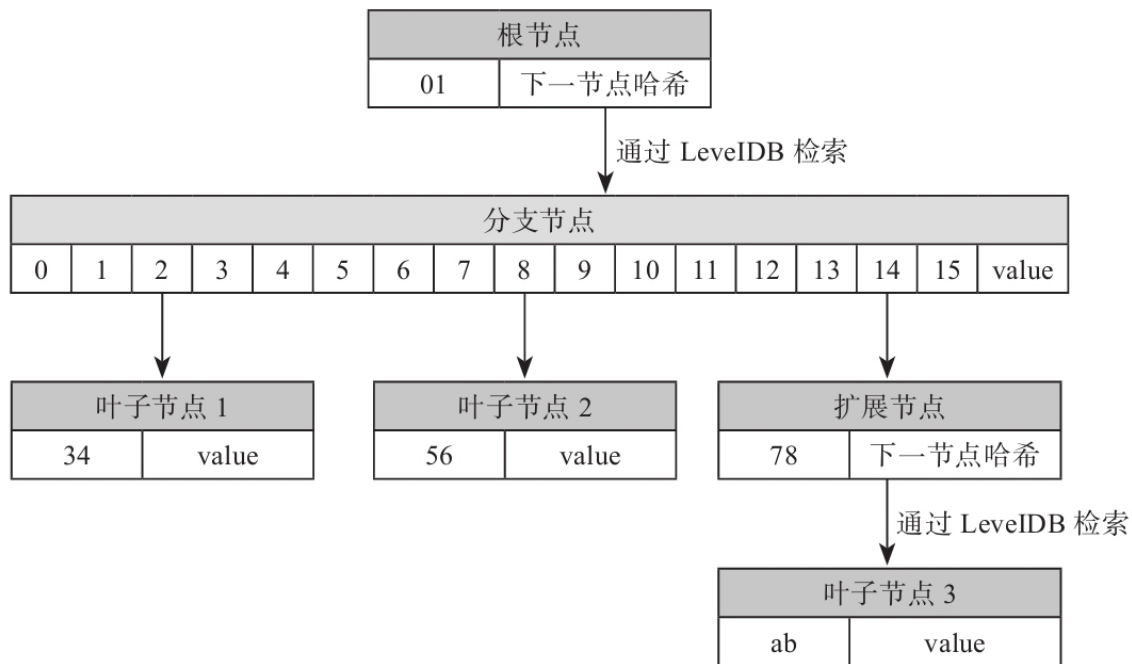 根节点
01 下一节点哈希
通过 LeveIDB 检索
分支节点
0 1 2 3 4 5 6 7 8 9 10 11 12 13 14 15 value
叶子节点 1 叶子节点 2 扩展节点
34 value 56 value 78 下一节点哈希
通过 LeveIDB 检索
叶子节点 3
ab value